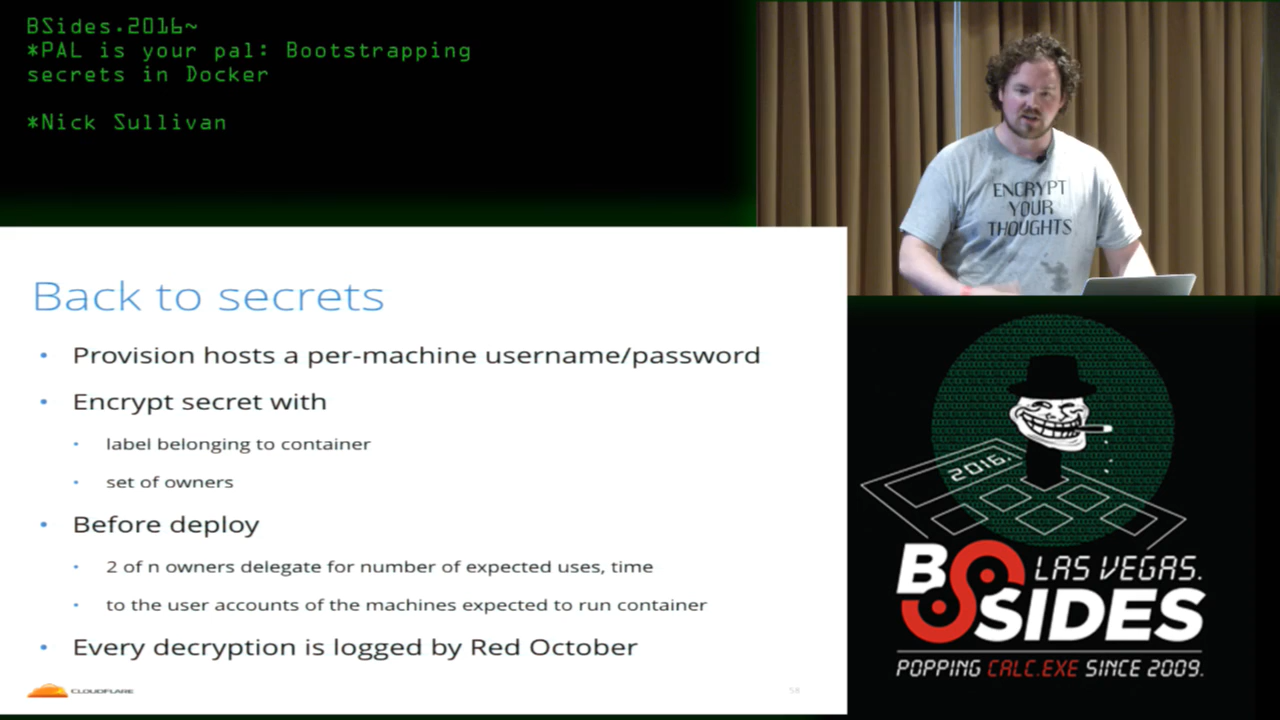 BSides.2016~
*PAL is your pal: Bootstrapping
secrets in Docker
*Nick Sullivan
ENCRYPT
YOUR
THOUGHTS
Back to secrets
• Provision hosts a per-machine username/password
• Encrypt secret with
• label belonging to container
• set of owners
• Before deploy
• 2 of n owners delegate for number of expected uses, time
• to the user accounts of the machines expected to run container
• Every decryption is logged by Red October
CLOUDFLARE
58
2016.
BSIDES
LAS VEGAS.
POPPING CALC.EXE SINCE 2009.